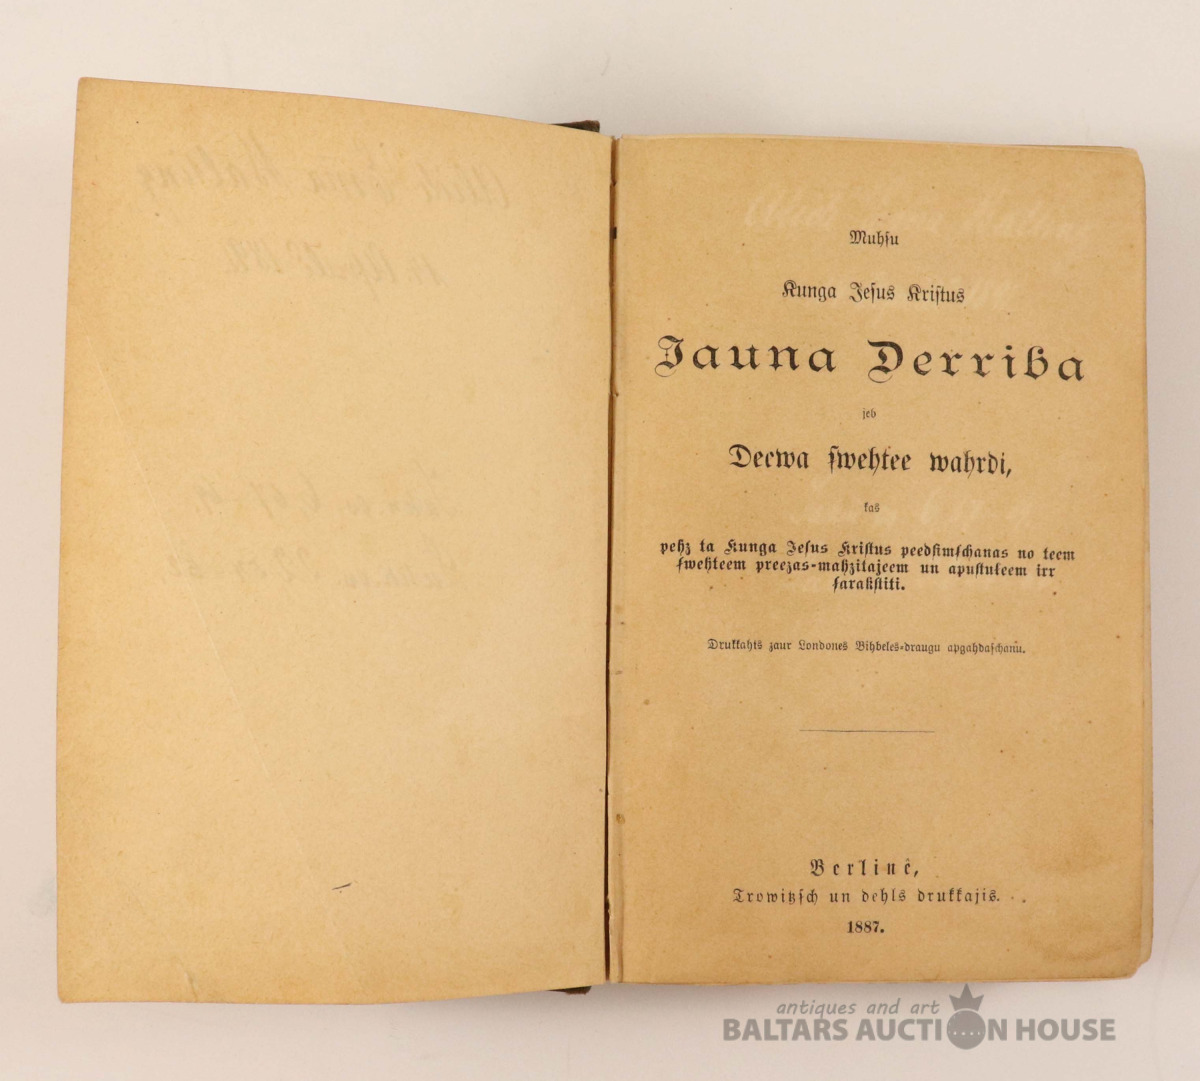 Muhſu
Kunga Jeſus Kriſtus
Jauna Derriba
jeb
Deewa ſwehtee wahrdi,
kas
pehz ta Kunga Jeſus Kriſtus peedſimſchanas no teem
ſwehteem preezas-mahzitajeem un apuſtuleem irr
ſarakſtiti.
Drukkahts zaur Londones Bihbeles-draugu apgahdaſchanu.
Berlinê,
Trowitzſch un dehls drukkajis.
1887.
antiques and art
BALTARS AUCTION HOUSE